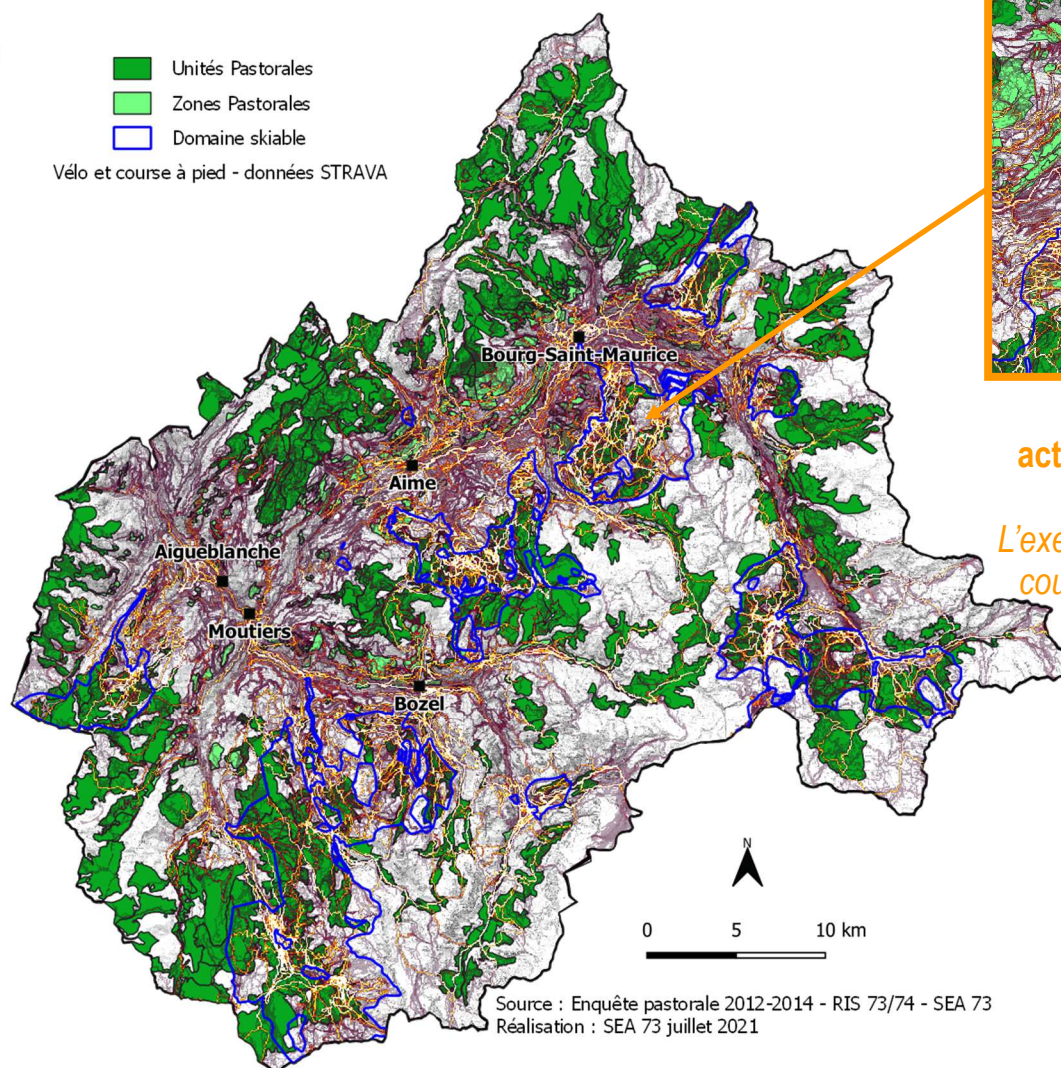 Unités Pastorales
Zones Pastorales
Domaine skiable
Vélo et course à pied - données STRAVA
Bourg-Saint-Maurice
Aime
act
L'exe
cou
Aigueblanche
Moutiers
Bozel
N
0 5 10 km
Source : Enquête pastorale 2012-2014 - RIS 73/74 - SEA 73
Réalisation : SEA 73 juillet 2021